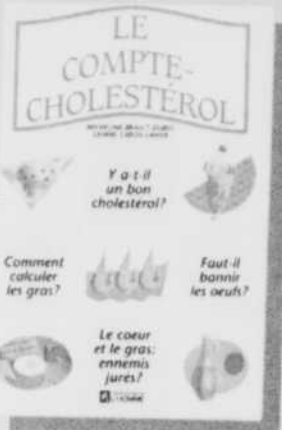 LE
COMPTE-
CHOLESTÉROL
Y a-t-il
un bon
cholestérol?
Comment
calculer
les gras?
Faut-il
bannir
les oeufs?
Le coeur
et le gras:
ennemis
jurés?